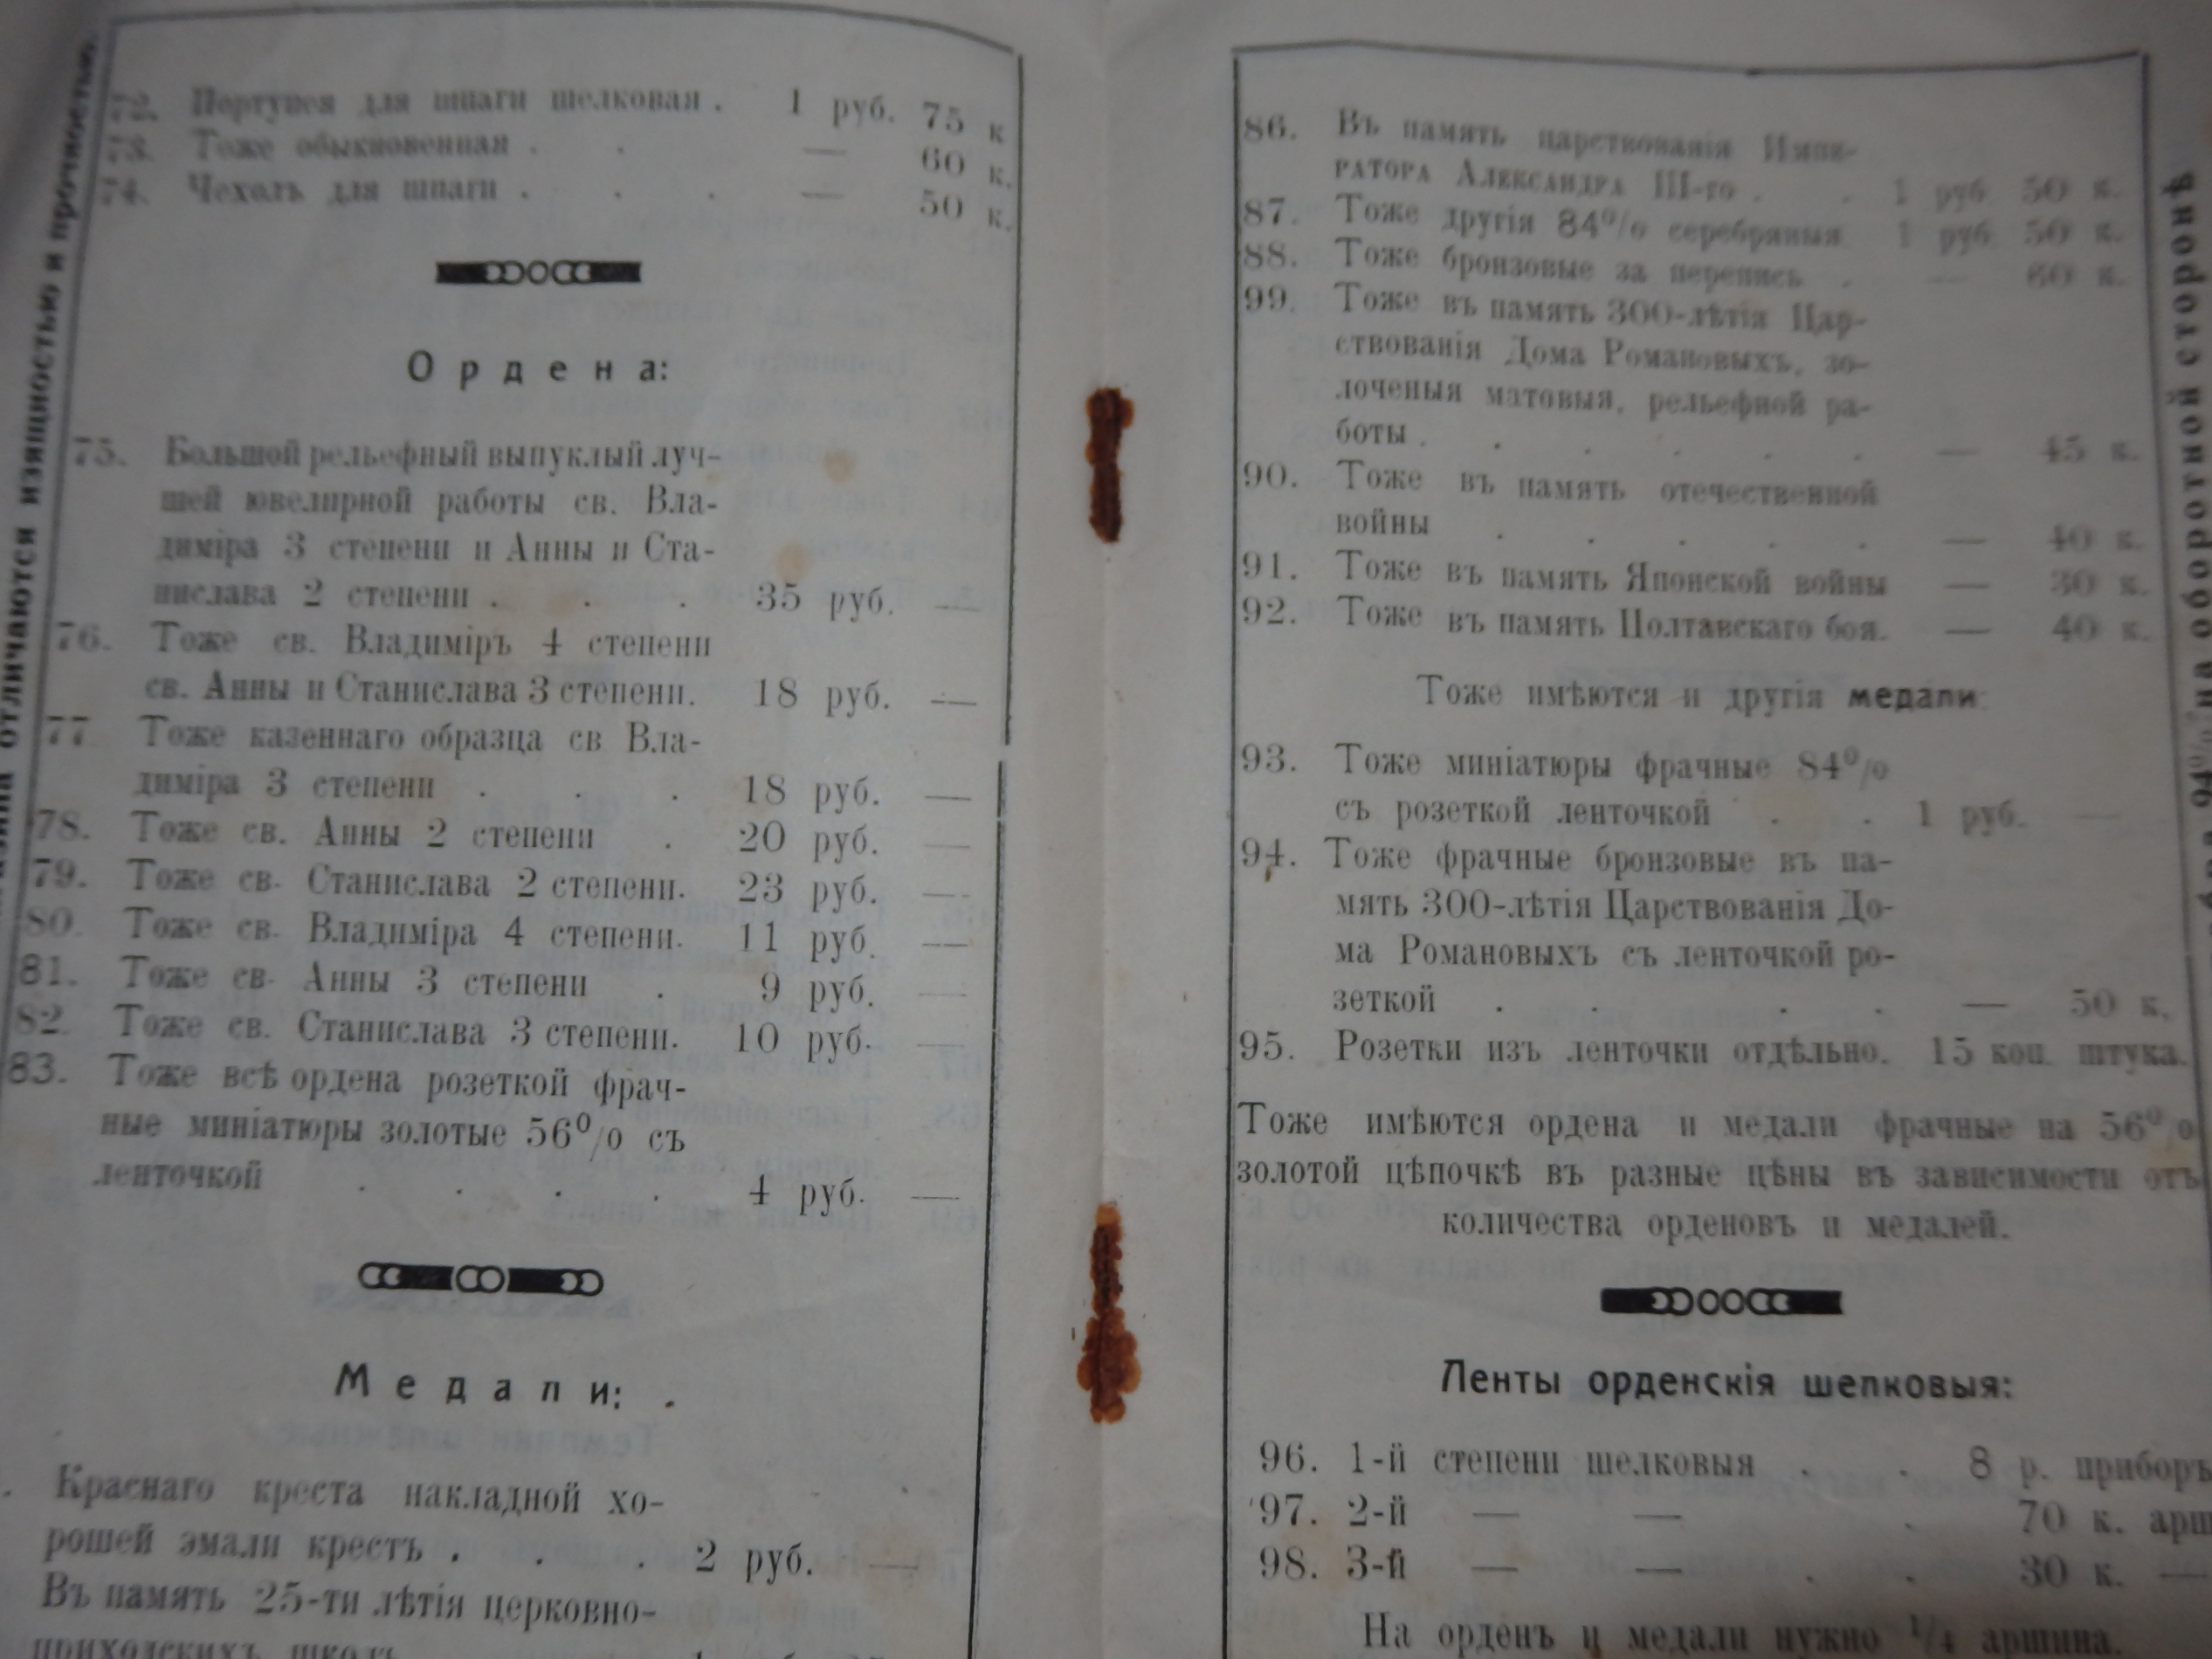 72. Портупея для шпаги шелковая . 1 руб. 75 к
73. Тоже обыкновенная . . — 60 к.
74. Чехолъ для шпаги . . . — 50 к.
Ордена:
75. Большой рельефный выпуклый луч-
шей ювелирной работы св. Вла-
диміра 3 степени и Анны и Ста-
нислава 2 степени . . . 35 руб. —
76. Тоже св. Владиміръ 4 степени
св. Анны и Станислава 3 степени. 18 руб. —
77 Тоже казеннаго образца св Вла-
диміра 3 степени . . . 18 руб. —
78. Тоже св. Анны 2 степени . 20 руб. —
79. Тоже св. Станислава 2 степени. 23 руб. —
80. Тоже св. Владиміра 4 степени. 11 руб. —
81. Тоже св. Анны 3 степени . 9 руб. —
82. Тоже св. Станислава 3 степени. 10 руб. —
83. Тоже всѣ ордена розеткой фрач-
ные миніатюры золотые 56% съ
ленточкой . . . . 4 руб. —
Медали:
Краснаго креста накладной хо-
рошей эмали крестъ . . . 2 руб. —
Въ память 25-ти лѣтія церковно-
приходскихъ школъ
отличаются изящностью и прочностью.
86. Въ память царствованія Импе-
ратора Александра III-го . . 1 руб 50 к.
87. Тоже другія 84% серебряныя 1 руб 50 к.
88. Тоже бронзовые за перепись . — 60 к.
99. Тоже въ память 300-лѣтія Цар-
ствованія Дома Романовыхъ, зо-
лоченыя матовыя, рельефной ра-
боты . . . . . . — 45 к.
90. Тоже въ память отечественной
войны . . . . . — 40 к.
91. Тоже въ память Японской войны — 30 к.
92. Тоже въ память Полтавскаго боя. — 40 к.
Тоже имѣются и другія медали:
93. Тоже миніатюры фрачные 84%
съ розеткой ленточкой . . 1 руб. —
94. Тоже фрачные бронзовые въ па-
мять 300-лѣтія Царствованія До-
ма Романовыхъ съ ленточкой ро-
зеткой . . . . . — 50 к.
95. Розетки изъ ленточки отдѣльно. 15 коп. штука.
Тоже имѣются ордена и медали фрачные на 56%
золотой цѣпочкѣ въ разные цѣны въ зависимости отъ
количества орденовъ и медалей.
Ленты орденскія шелковыя:
96. 1-й степени шелковыя . . 8 р. приборъ
97. 2-й — — . 70 к. арш
98. 3-й — — . . 30 к. —
На орденъ и медали нужно 1/4 аршина.
94% на оборотной сторонѣ